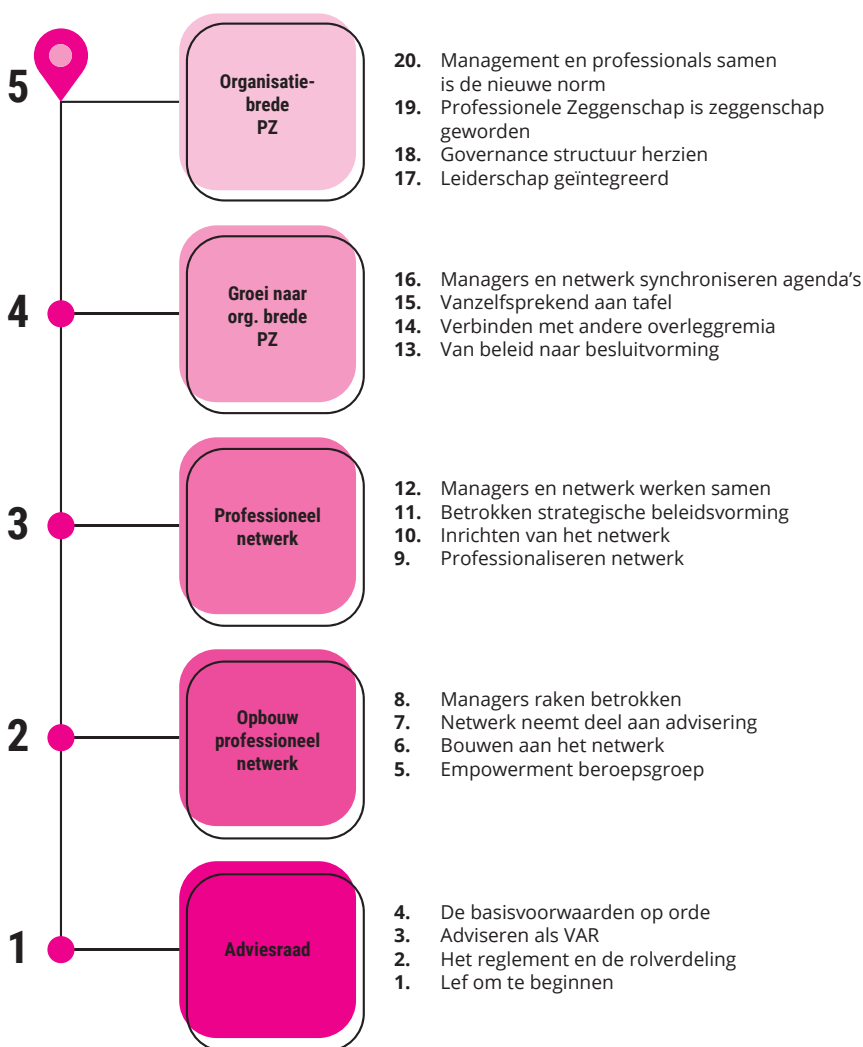 5
Organisatie-
brede
PZ
20. Management en professionals samen
is de nieuwe norm
19. Professionele Zeggenschap is zeggenschap
geworden
18. Governance structuur herzien
17. Leiderschap geïntegreerd
4
Groei naar
org. brede
PZ
16. Managers en netwerk synchroniseren agenda’s
15. Vanzelfsprekend aan tafel
14. Verbinden met andere overleggremia
13. Van beleid naar besluitvorming
3
Professioneel
netwerk
12. Managers en netwerk werken samen
11. Betrokken strategische beleidsvorming
10. Inrichten van het netwerk
9. Professionaliseren netwerk
2
Opbouw
professioneel
netwerk
8. Managers raken betrokken
7. Netwerk neemt deel aan advisering
6. Bouwen aan het netwerk
5. Empowerment beroepsgroep
1
Adviesraad
4. De basisvoorwaarden op orde
3. Adviseren als VAR
2. Het reglement en de rolverdeling
1. Lef om te beginnen